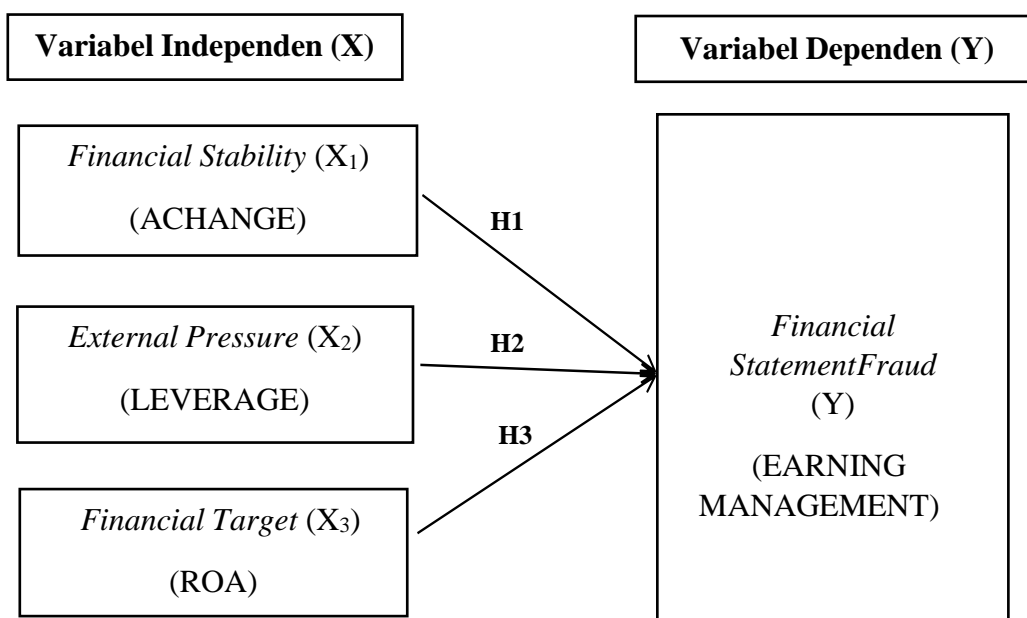 Variabel Independen (X)
Variabel Dependen (Y)
Financial Stability (X₁)
(ACHANGE)
H1
External Pressure (X₂)
(LEVERAGE)
H2
Financial Target (X₃)
(ROA)
H3
Financial
StatementFraud
(Y)
(EARNING
MANAGEMENT)